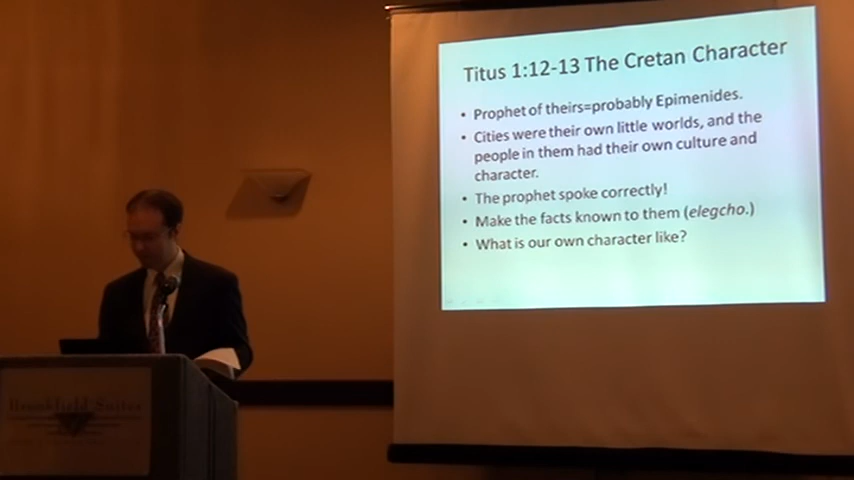 Titus 1:12-13 The Cretan Character
• Prophet of theirs=probably Epimenides.
• Cities were their own little worlds, and the
people in them had their own culture and
character.
• The prophet spoke correctly!
• Make the facts known to them (elegcho.)
• What is our own character like?
Brookfield Suites